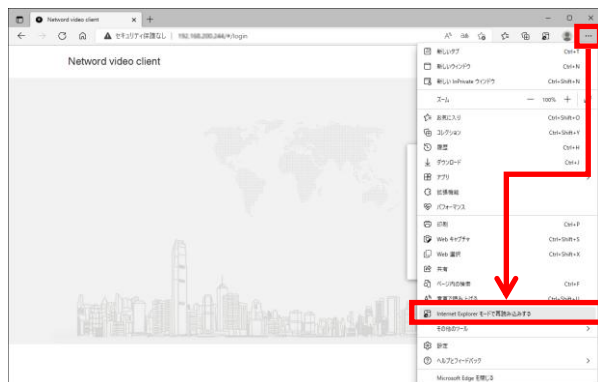 Netword video client
セキュリティ保護なし | 192.168.200.244/#/login
Netword video client
新しいタブ Ctrl+T
新しいウィンドウ Ctrl+N
新しい InPrivate ウィンドウ Ctrl+Shift+N
ズーム 100%
お気に入り Ctrl+Shift+O
コレクション Ctrl+Shift+Y
履歴 Ctrl+H
ダウンロード Ctrl+J
アプリ
拡張機能
パフォーマンス
印刷 Ctrl+P
Web キャプチャ Ctrl+Shift+S
Web 選択 Ctrl+Shift+X
共有
ページ内の検索 Ctrl+F
音声で読み上げる Ctrl+Shift+U
Internet Explorer モードで再読み込みする
その他のツール
設定
ヘルプとフィードバック
Microsoft Edge を閉じる